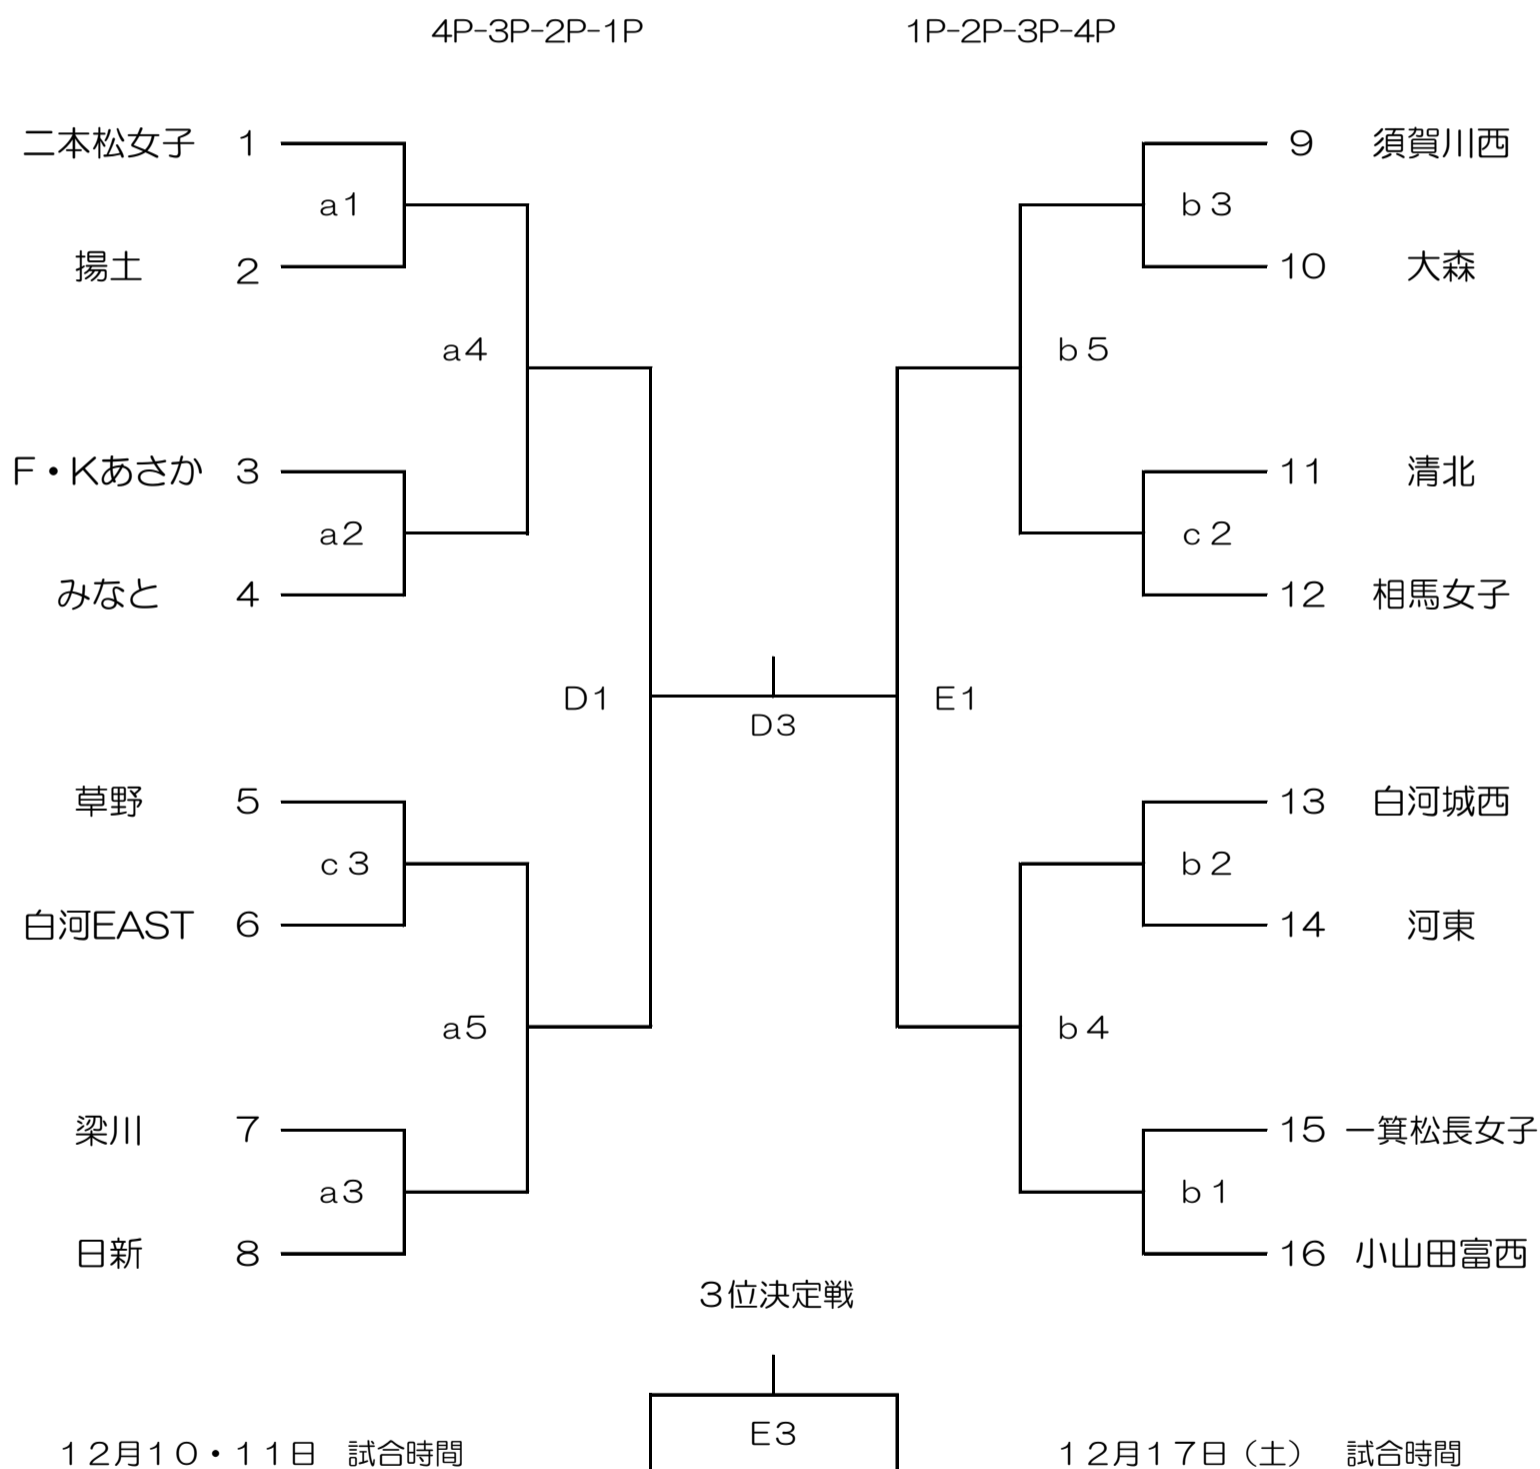 4P-3P-2P-1P
1P-2P-3P-4P
二本松女子 1
a1
揚土 2
a4
F・Kあさか 3
a2
みなと 4
D1
草野 5
c3
白河EAST 6
a5
梁川 7
a3
日新 8
D3
9 須賀川西
b3
10 大森
b5
11 清北
c2
12 相馬女子
E1
13 白河城西
b2
14 河東
b4
15 一箕松長女子
b1
16 小山田富西
3位決定戦
E3
12月10・11日 試合時間
12月17日（土） 試合時間